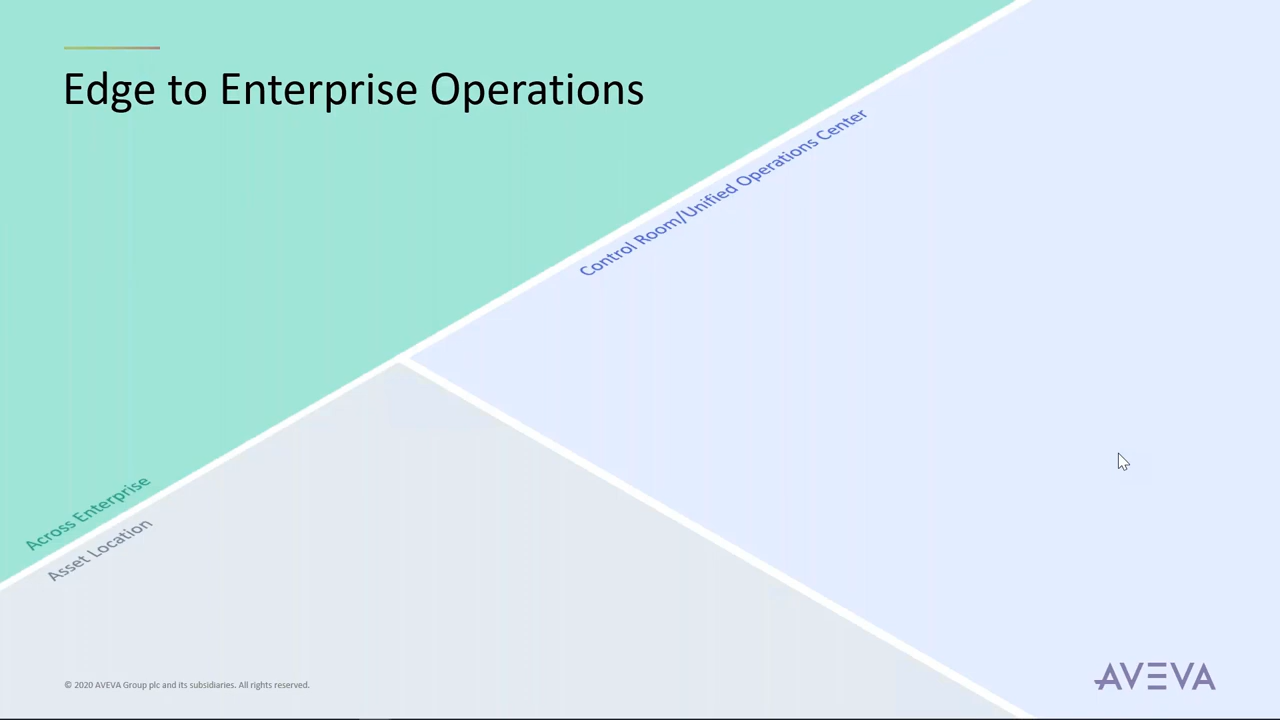 Edge to Enterprise Operations
Control Room/Unified Operations Center
Across Enterprise
Asset Location
© 2020 AVEVA Group plc and its subsidiaries. All rights reserved.
AVEVA